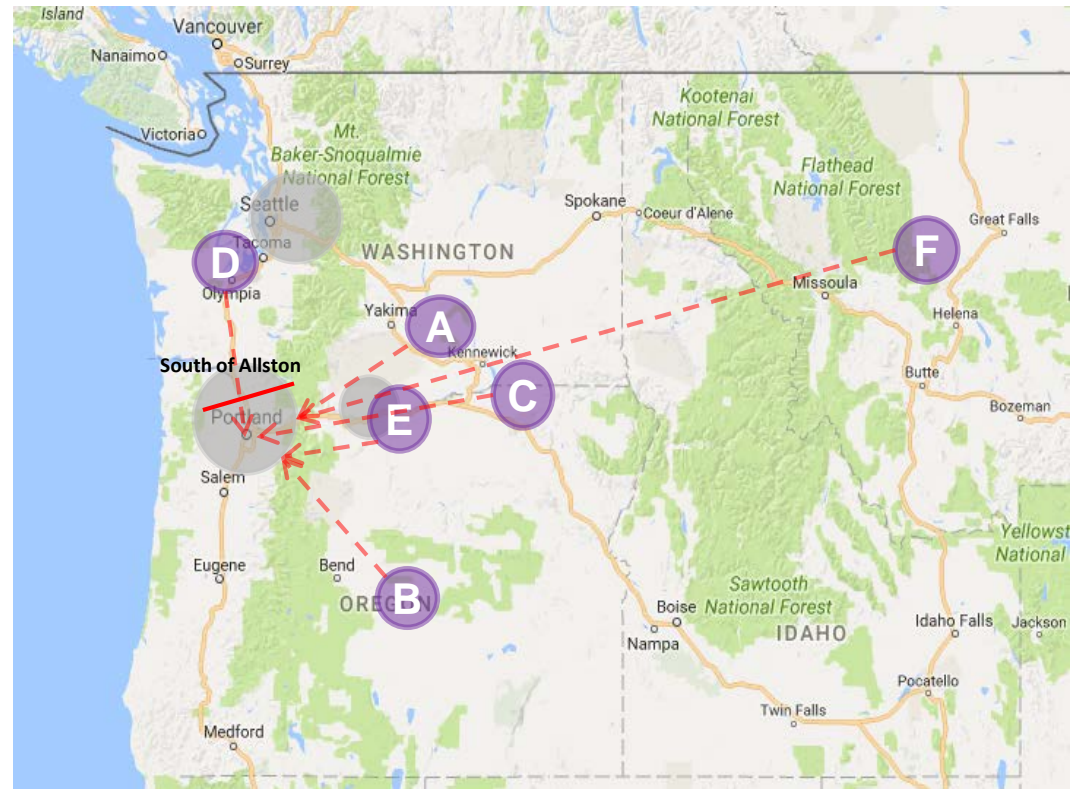 Island
Vancouver
Nanaimo
Surrey
Kootenai
National Forest
Victoria
Mt.
Baker-Snoqualmie
National Forest
Flathead
National Forest
Seattle
Spokane
Coeur d'Alene
Great Falls
D
Tacoma
WASHINGTON
F
Olympia
Missoula
Yakima
A
Helena
Kennewick
South of Allston
Butte
C
Portland
E
Bozeman
Salem
Yellowst
National
Eugene
Bend
Sawtooth
National Forest
OREGON
B
Boise
IDAHO
Idaho Falls
Jackson
Nampa
Pocatello
Twin Falls
Medford